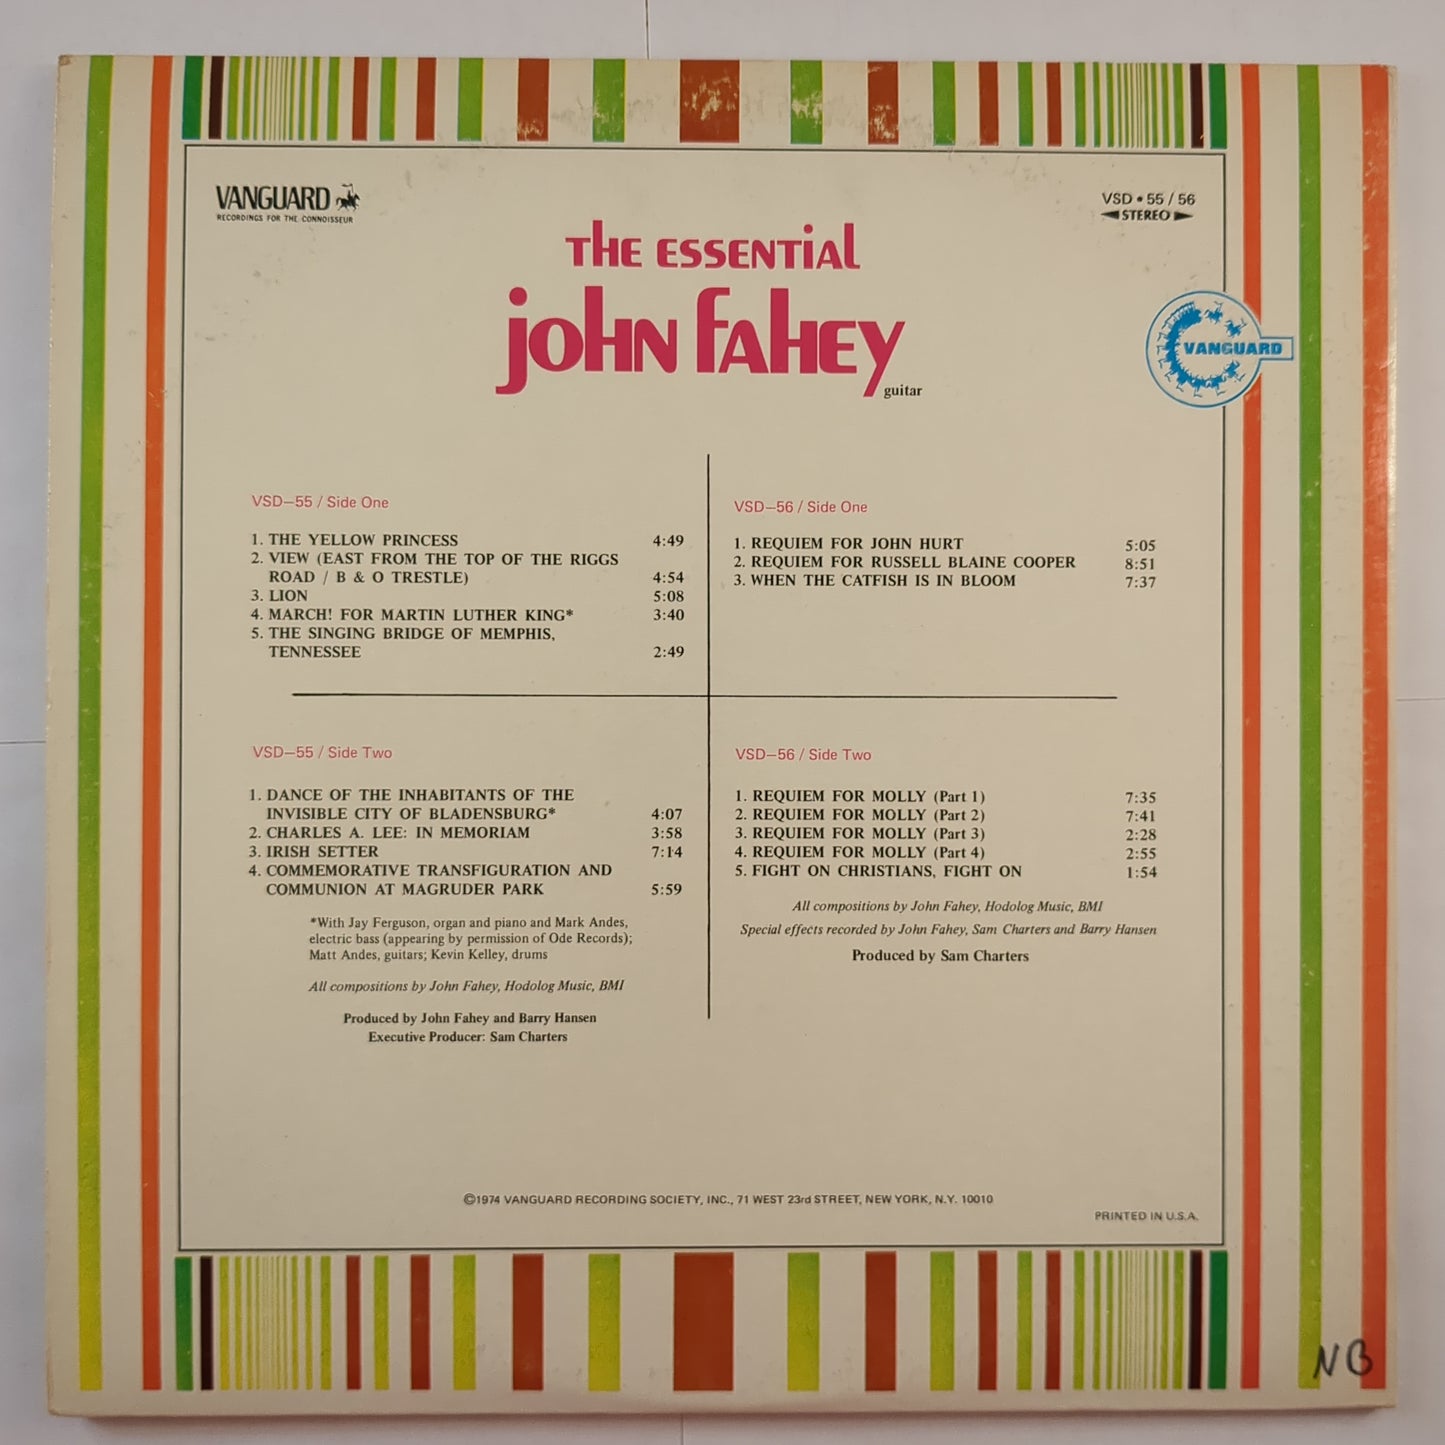 VANGUARD
RECORDINGS FOR THE CONNOISSEUR
VSD • 55 / 56
STEREO
THE ESSENTIAL
JOHN FAHEY
guitar
VANGUARD
VSD–55 / Side One
1. THE YELLOW PRINCESS 4:49
2. VIEW (EAST FROM THE TOP OF THE RIGGS
ROAD / B & O TRESTLE) 4:54
3. LION 5:08
4. MARCH! FOR MARTIN LUTHER KING* 3:40
5. THE SINGING BRIDGE OF MEMPHIS,
TENNESSEE 2:49
VSD–56 / Side One
1. REQUIEM FOR JOHN HURT 5:05
2. REQUIEM FOR RUSSELL BLAINE COOPER 8:51
3. WHEN THE CATFISH IS IN BLOOM 7:37
VSD–55 / Side Two
1. DANCE OF THE INHABITANTS OF THE
INVISIBLE CITY OF BLADENSBURG* 4:07
2. CHARLES A. LEE: IN MEMORIAM 3:58
3. IRISH SETTER 7:14
4. COMMEMORATIVE TRANSFIGURATION AND
COMMUNION AT MAGRUDER PARK 5:59
*With Jay Ferguson, organ and piano and Mark Andes,
electric bass (appearing by permission of Ode Records);
Matt Andes, guitars; Kevin Kelley, drums
All compositions by John Fahey, Hodolog Music, BMI
Produced by John Fahey and Barry Hansen
Executive Producer: Sam Charters
VSD–56 / Side Two
1. REQUIEM FOR MOLLY (Part 1) 7:35
2. REQUIEM FOR MOLLY (Part 2) 7:41
3. REQUIEM FOR MOLLY (Part 3) 2:28
4. REQUIEM FOR MOLLY (Part 4) 2:55
5. FIGHT ON CHRISTIANS, FIGHT ON 1:54
All compositions by John Fahey, Hodolog Music, BMI
Special effects recorded by John Fahey, Sam Charters and Barry Hansen
Produced by Sam Charters
©1974 VANGUARD RECORDING SOCIETY, INC., 71 WEST 23rd STREET, NEW YORK, N.Y. 10010
PRINTED IN U.S.A.
NB